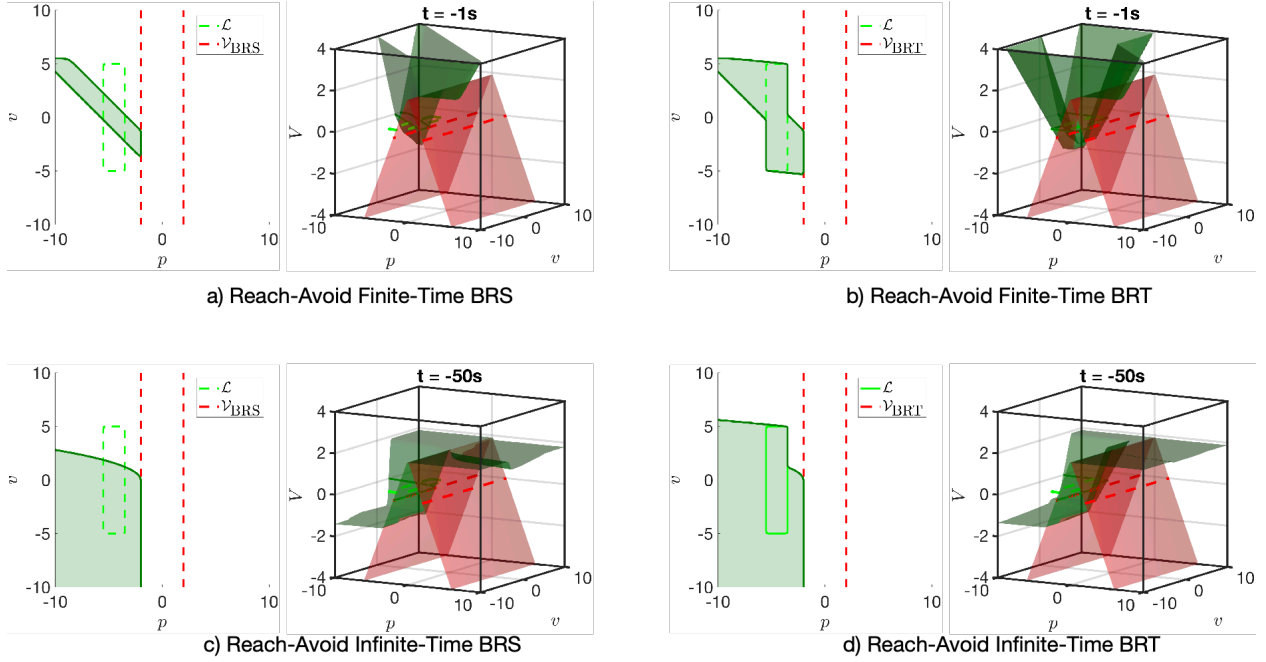 t = -1s
10
5
0
-5
-10
-10
0
10
v
p
ℒ
𝒱BRS
4
2
0
-2
-4
V
-10
0
10
p
-10
0
10
v
a) Reach-Avoid Finite-Time BRS
t = -1s
10
5
0
-5
-10
-10
0
10
v
p
ℒ
𝒱BRT
4
2
0
-2
-4
V
-10
0
10
p
-10
0
10
v
b) Reach-Avoid Finite-Time BRT
t = -50s
10
5
0
-5
-10
-10
0
10
v
p
ℒ
𝒱BRS
4
2
0
-2
-4
V
-10
0
10
p
-10
0
10
v
c) Reach-Avoid Infinite-Time BRS
t = -50s
10
5
0
-5
-10
-10
0
10
v
p
ℒ
𝒱BRT
4
2
0
-2
-4
V
-10
0
10
p
-10
0
10
v
d) Reach-Avoid Infinite-Time BRT